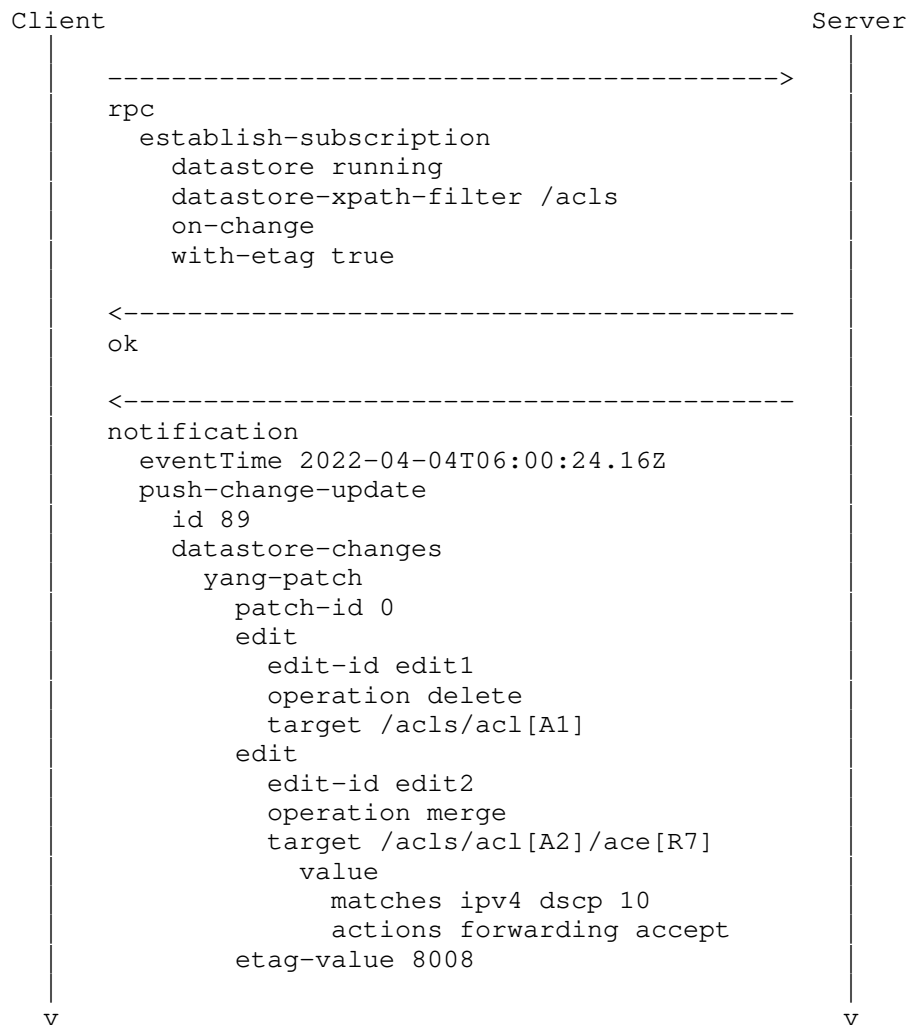 Client                                            Server
------------------------------------------>
rpc
  establish-subscription
    datastore running
    datastore-xpath-filter /acls
    on-change
    with-etag true
<------------------------------------------
ok
<------------------------------------------
notification
  eventTime 2022-04-04T06:00:24.16Z
  push-change-update
    id 89
    datastore-changes
      yang-patch
        patch-id 0
        edit
          edit-id edit1
          operation delete
          target /acls/acl[A1]
        edit
          edit-id edit2
          operation merge
          target /acls/acl[A2]/ace[R7]
            value
              matches ipv4 dscp 10
              actions forwarding accept
        etag-value 8008
v                                                 v